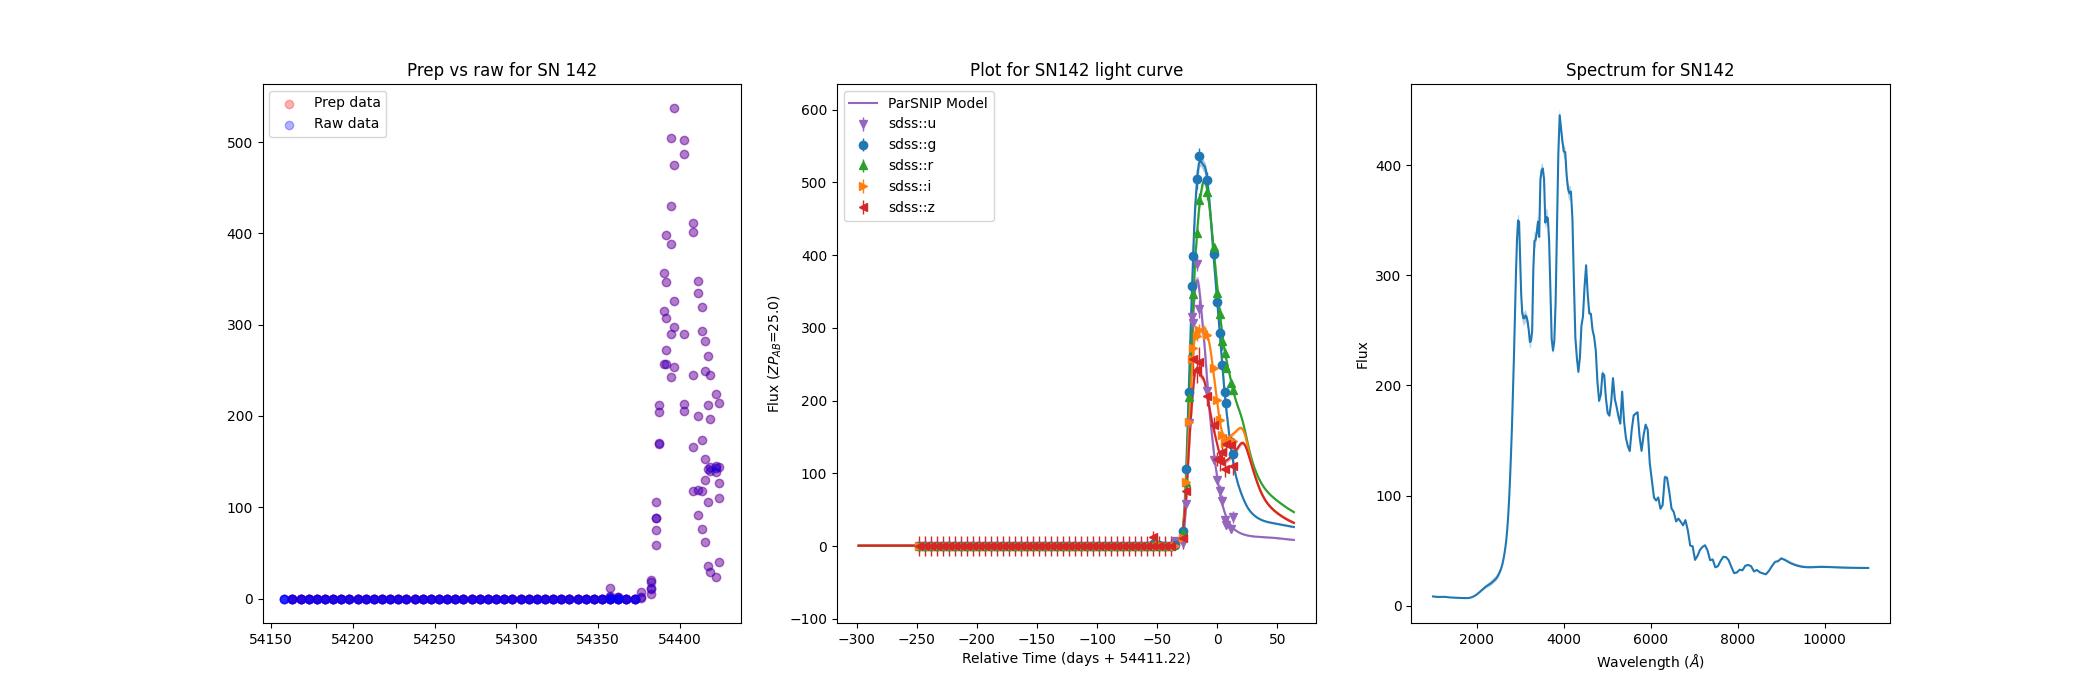 Prep vs raw for SN 142
Prep data
Raw data
500
400
300
200
100
0
54150
54200
54250
54300
54350
54400
Plot for SN142 light curve
ParSNIP Model
sdss::u
sdss::g
sdss::r
sdss::i
sdss::z
Flux (ZP_AB=25.0)
600
500
400
300
200
100
0
−100
−300
−250
−200
−150
−100
−50
0
50
Relative Time (days + 54411.22)
Spectrum for SN142
Flux
400
300
200
100
0
2000
4000
6000
8000
10000
Wavelength (Å)